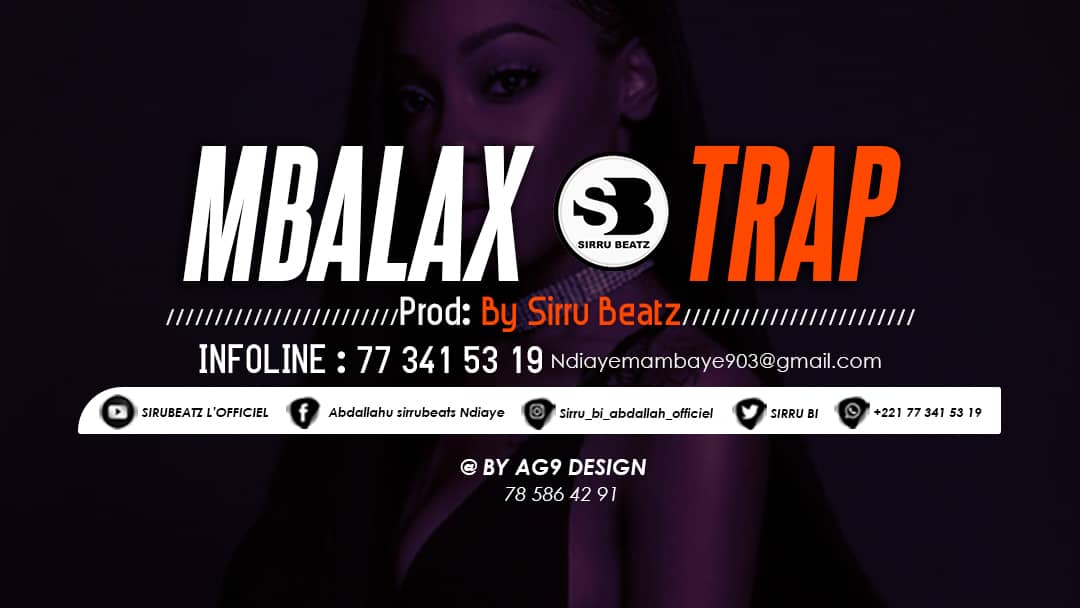 MBALAX SB TRAP
SIRRU BEATZ
////////////////////////Prod: By Sirru Beatz////////////////////////
INFOLINE : 77 341 53 19 Ndiayemambaye903@gmail.com
SIRUBEATZ L'OFFICIEL Abdallahu sirrubeats Ndiaye Sirru_bi_abdallah_officiel SIRRU BI +221 77 341 53 19
@ BY AG9 DESIGN
78 586 42 91